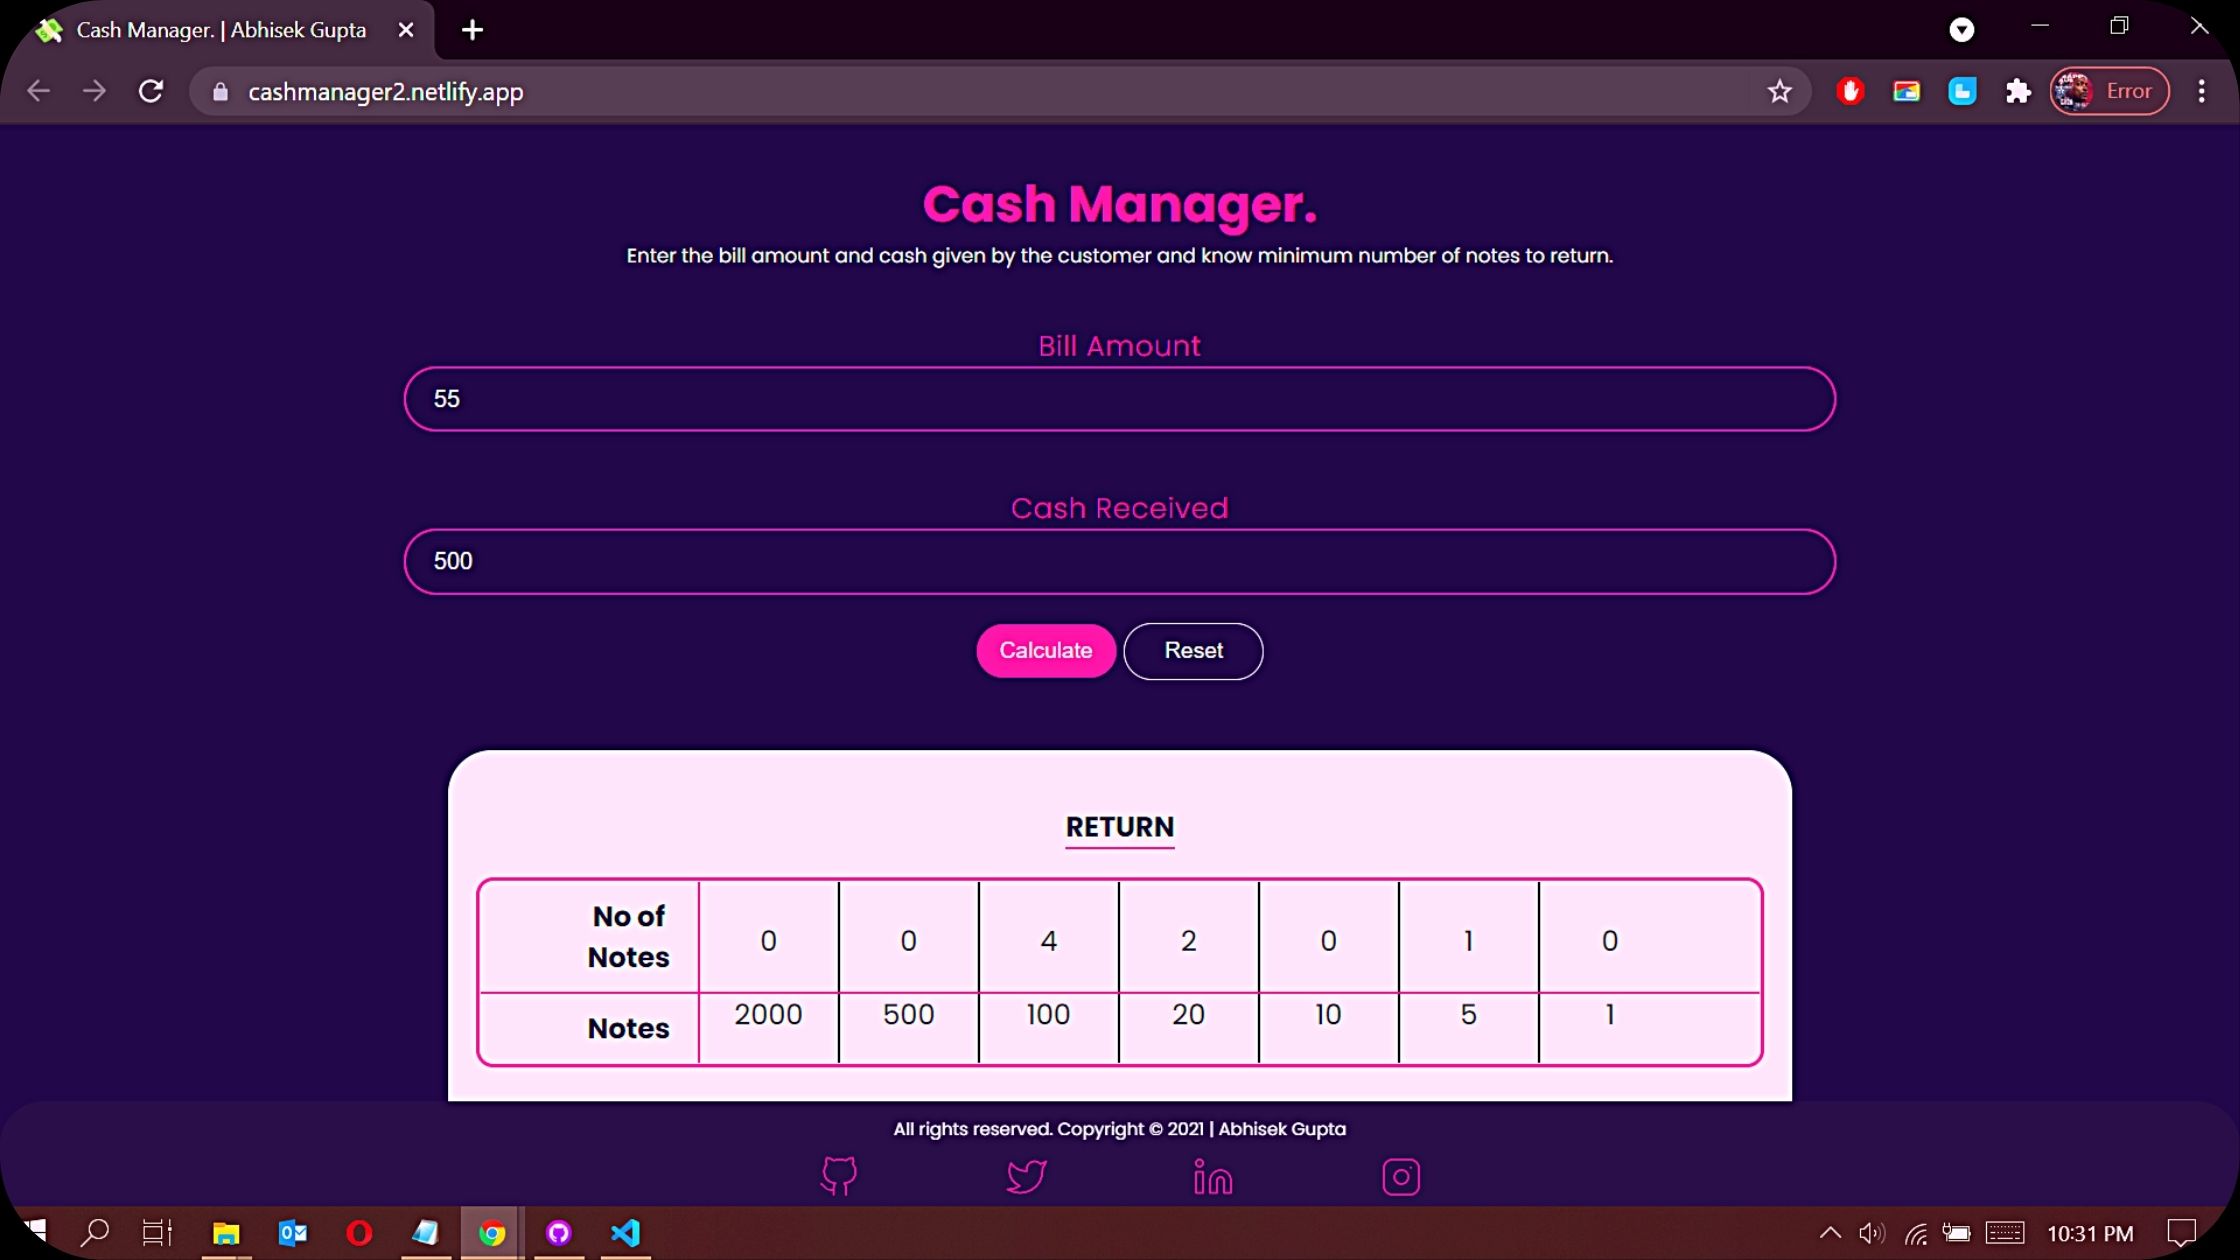 Cash Manager. | Abhisek Gupta
cashmanager2.netlify.app
Error
Cash Manager.
Enter the bill amount and cash given by the customer and know minimum number of notes to return.
Bill Amount
55
Cash Received
500
Calculate Reset
RETURN
No of Notes 0 0 4 2 0 1 0
Notes 2000 500 100 20 10 5 1
All rights reserved. Copyright © 2021 | Abhisek Gupta
10:31 PM